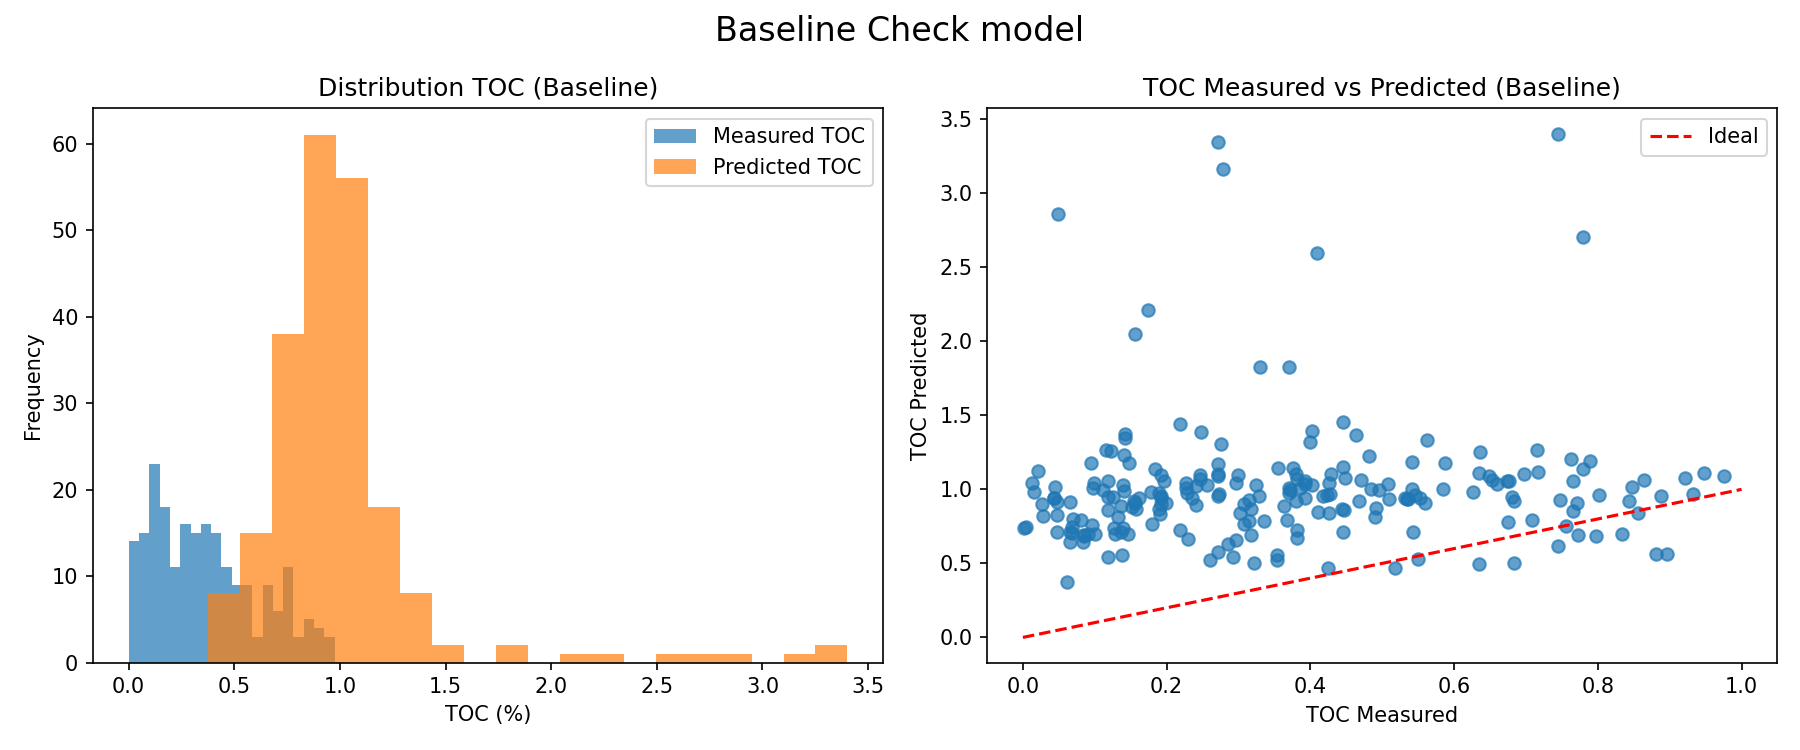 Baseline Check model
Distribution TOC (Baseline)
Measured TOC
Predicted TOC
Frequency
60
50
40
30
20
10
0
0.0 0.5 1.0 1.5 2.0 2.5 3.0 3.5
TOC (%)
TOC Measured vs Predicted (Baseline)
Ideal
TOC Predicted
3.5
3.0
2.5
2.0
1.5
1.0
0.5
0.0
0.0 0.2 0.4 0.6 0.8 1.0
TOC Measured